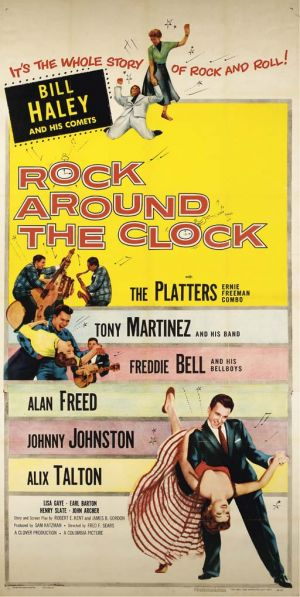 IT'S THE WHOLE STORY OF ROCK AND ROLL!
BILL
HALEY
AND HIS COMETS
ROCK
AROUND
THE CLOCK
with
THE PLATTERS ERNIE FREEMAN COMBO
TONY MARTINEZ AND HIS BAND
FREDDIE BELL AND HIS BELLBOYS
ALAN FREED
JOHNNY JOHNSTON
ALIX TALTON
LISA GAYE · EARL BARTON
HENRY SLATE · JOHN ARCHER
Story and Screen Play by ROBERT E. KENT and JAMES B. GORDON
Produced by SAM KATZMAN · Directed by FRED F. SEARS
A CLOVER PRODUCTION · A COLUMBIA PICTURE